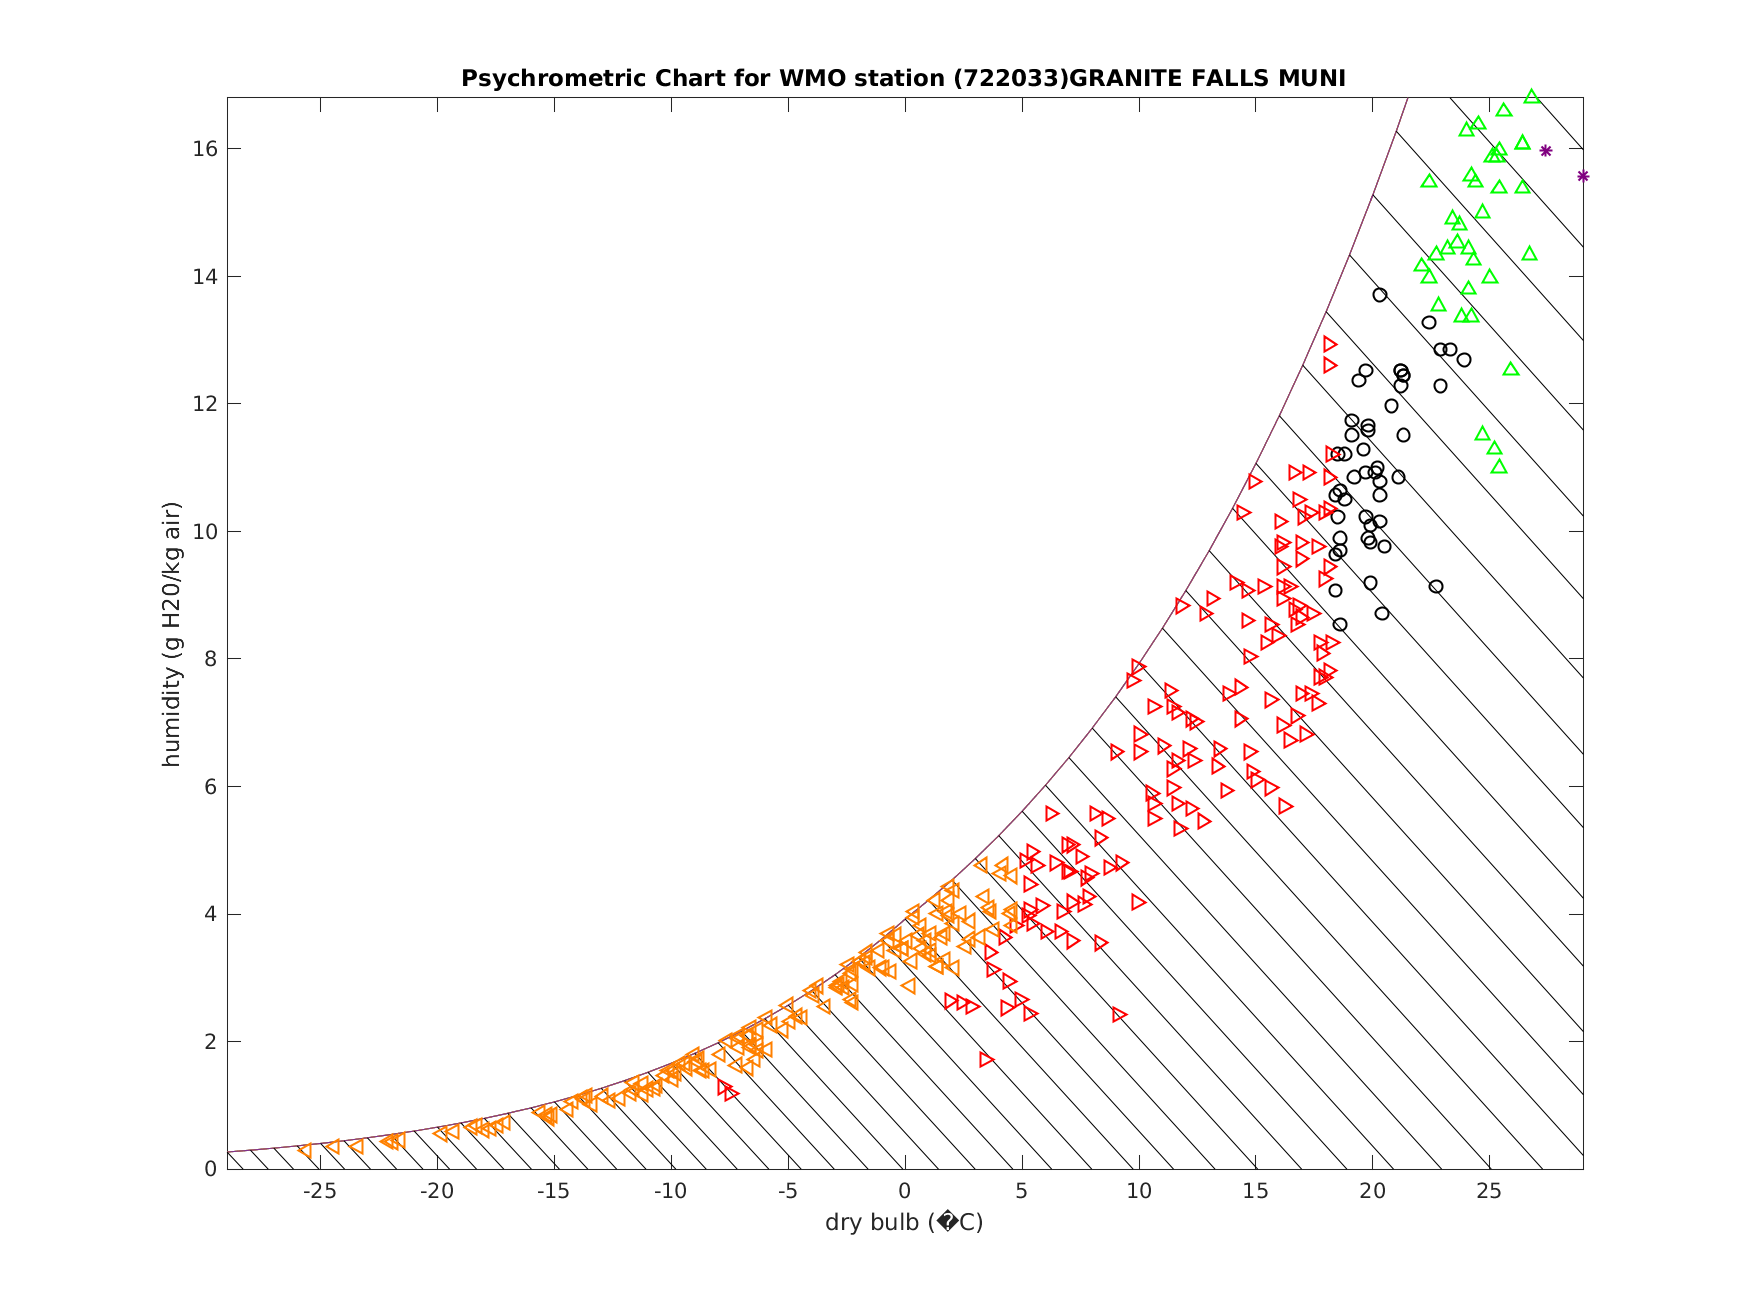 Psychrometric Chart for WMO station (722033)GRANITE FALLS MUNI
humidity (g H20/kg air)
16
14
12
10
8
6
4
2
0
-25 -20 -15 -10 -5 0 5 10 15 20 25
dry bulb (�C)